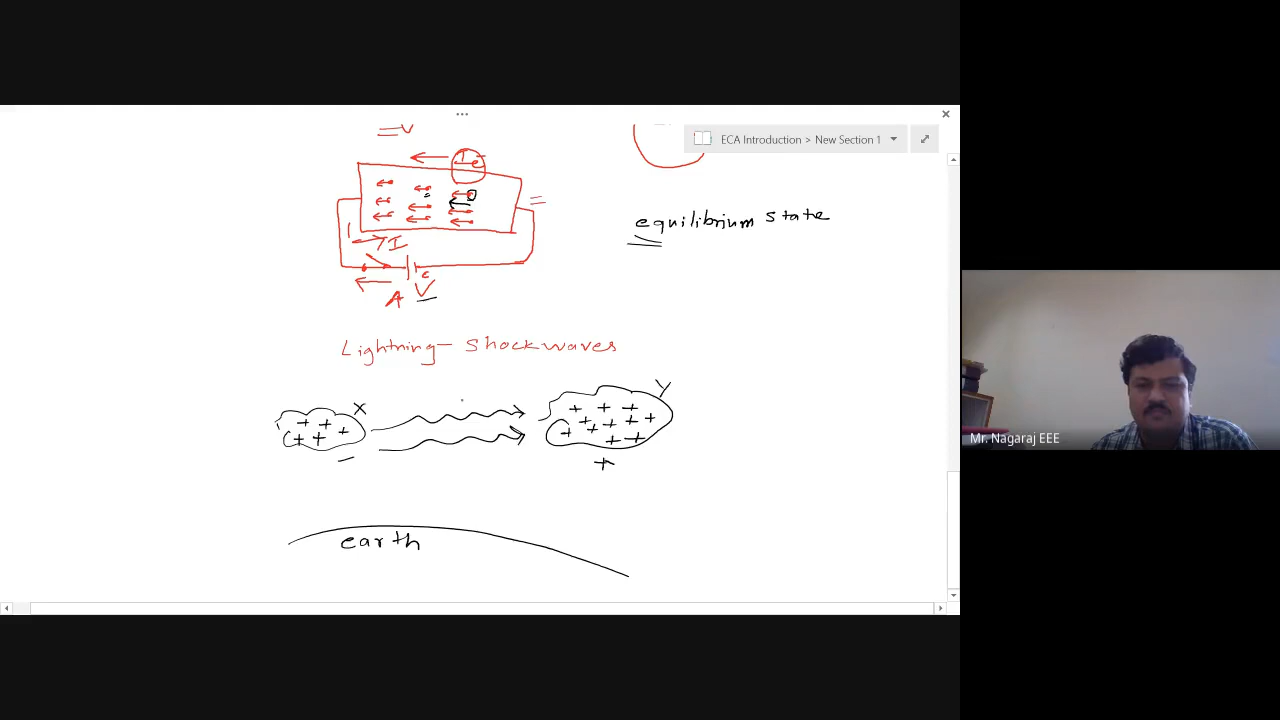 ECA Introduction > New Section 1
V
I e-
equilibrium state
I
A V
Lightning- Shockwaves
X Y
+ + + + + +
-
+
earth
Mr. Nagaraj EEE